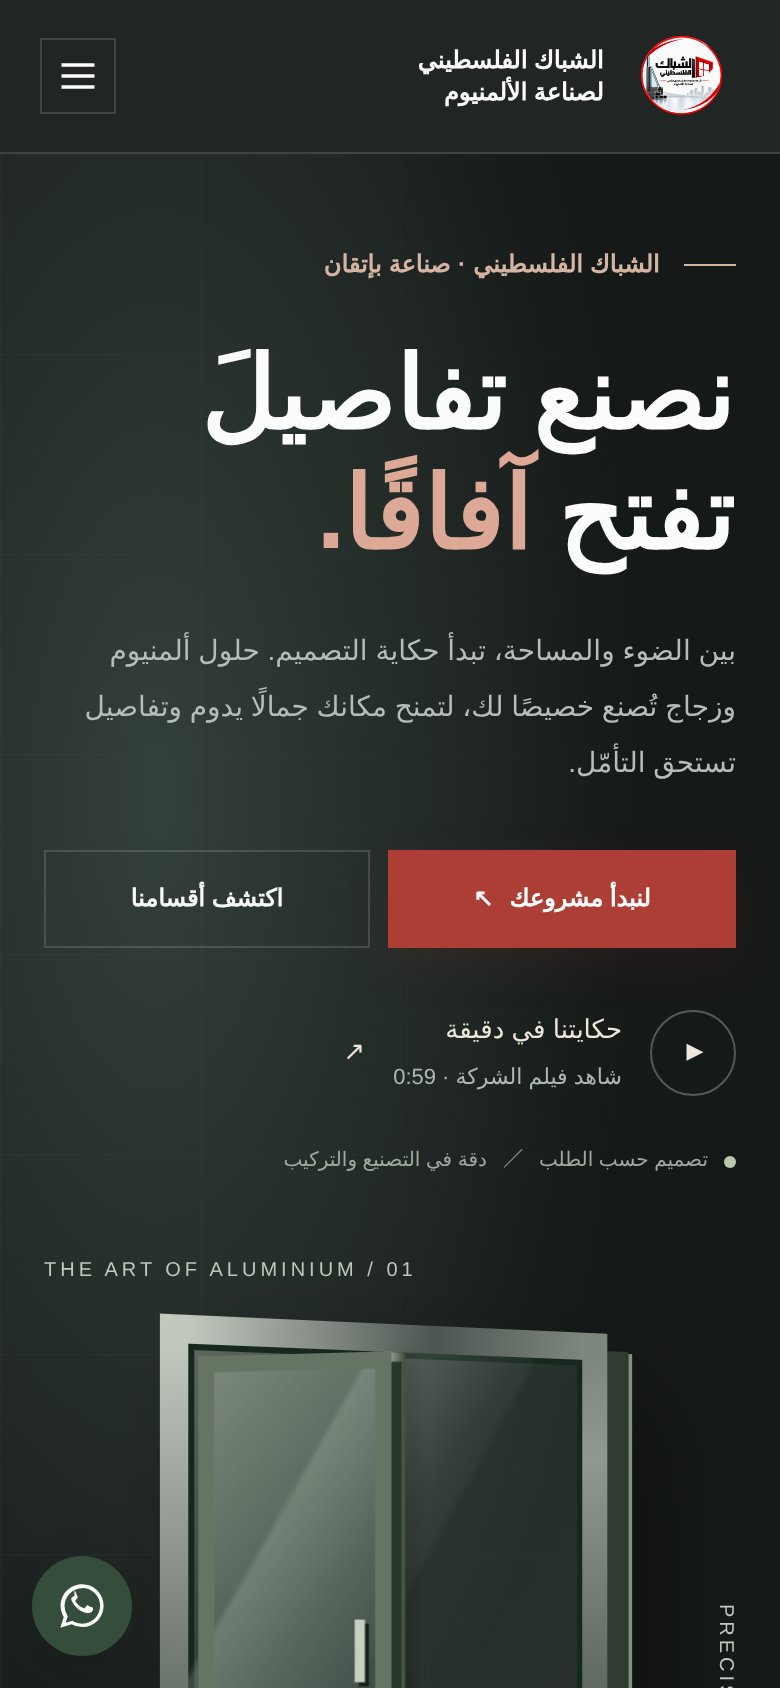 الشباك الفلسطيني
لصناعة الألمنيوم
الشباك
الفلسطيني
الشباك الفلسطيني · صناعة بإتقان
نصنع تفاصيلَ
تفتح آفاقًا.
بين الضوء والمساحة، تبدأ حكاية التصميم. حلول ألمنيوم
وزجاج تُصنع خصيصًا لك، لتمنح مكانك جمالًا يدوم وتفاصيل
تستحق التأمّل.
لنبدأ مشروعك ↖
اكتشف أقسامنا
حكايتنا في دقيقة ↗
شاهد فيلم الشركة · 0:59
تصميم حسب الطلب ⁄ دقة في التصنيع والتركيب
THE ART OF ALUMINIUM / 01